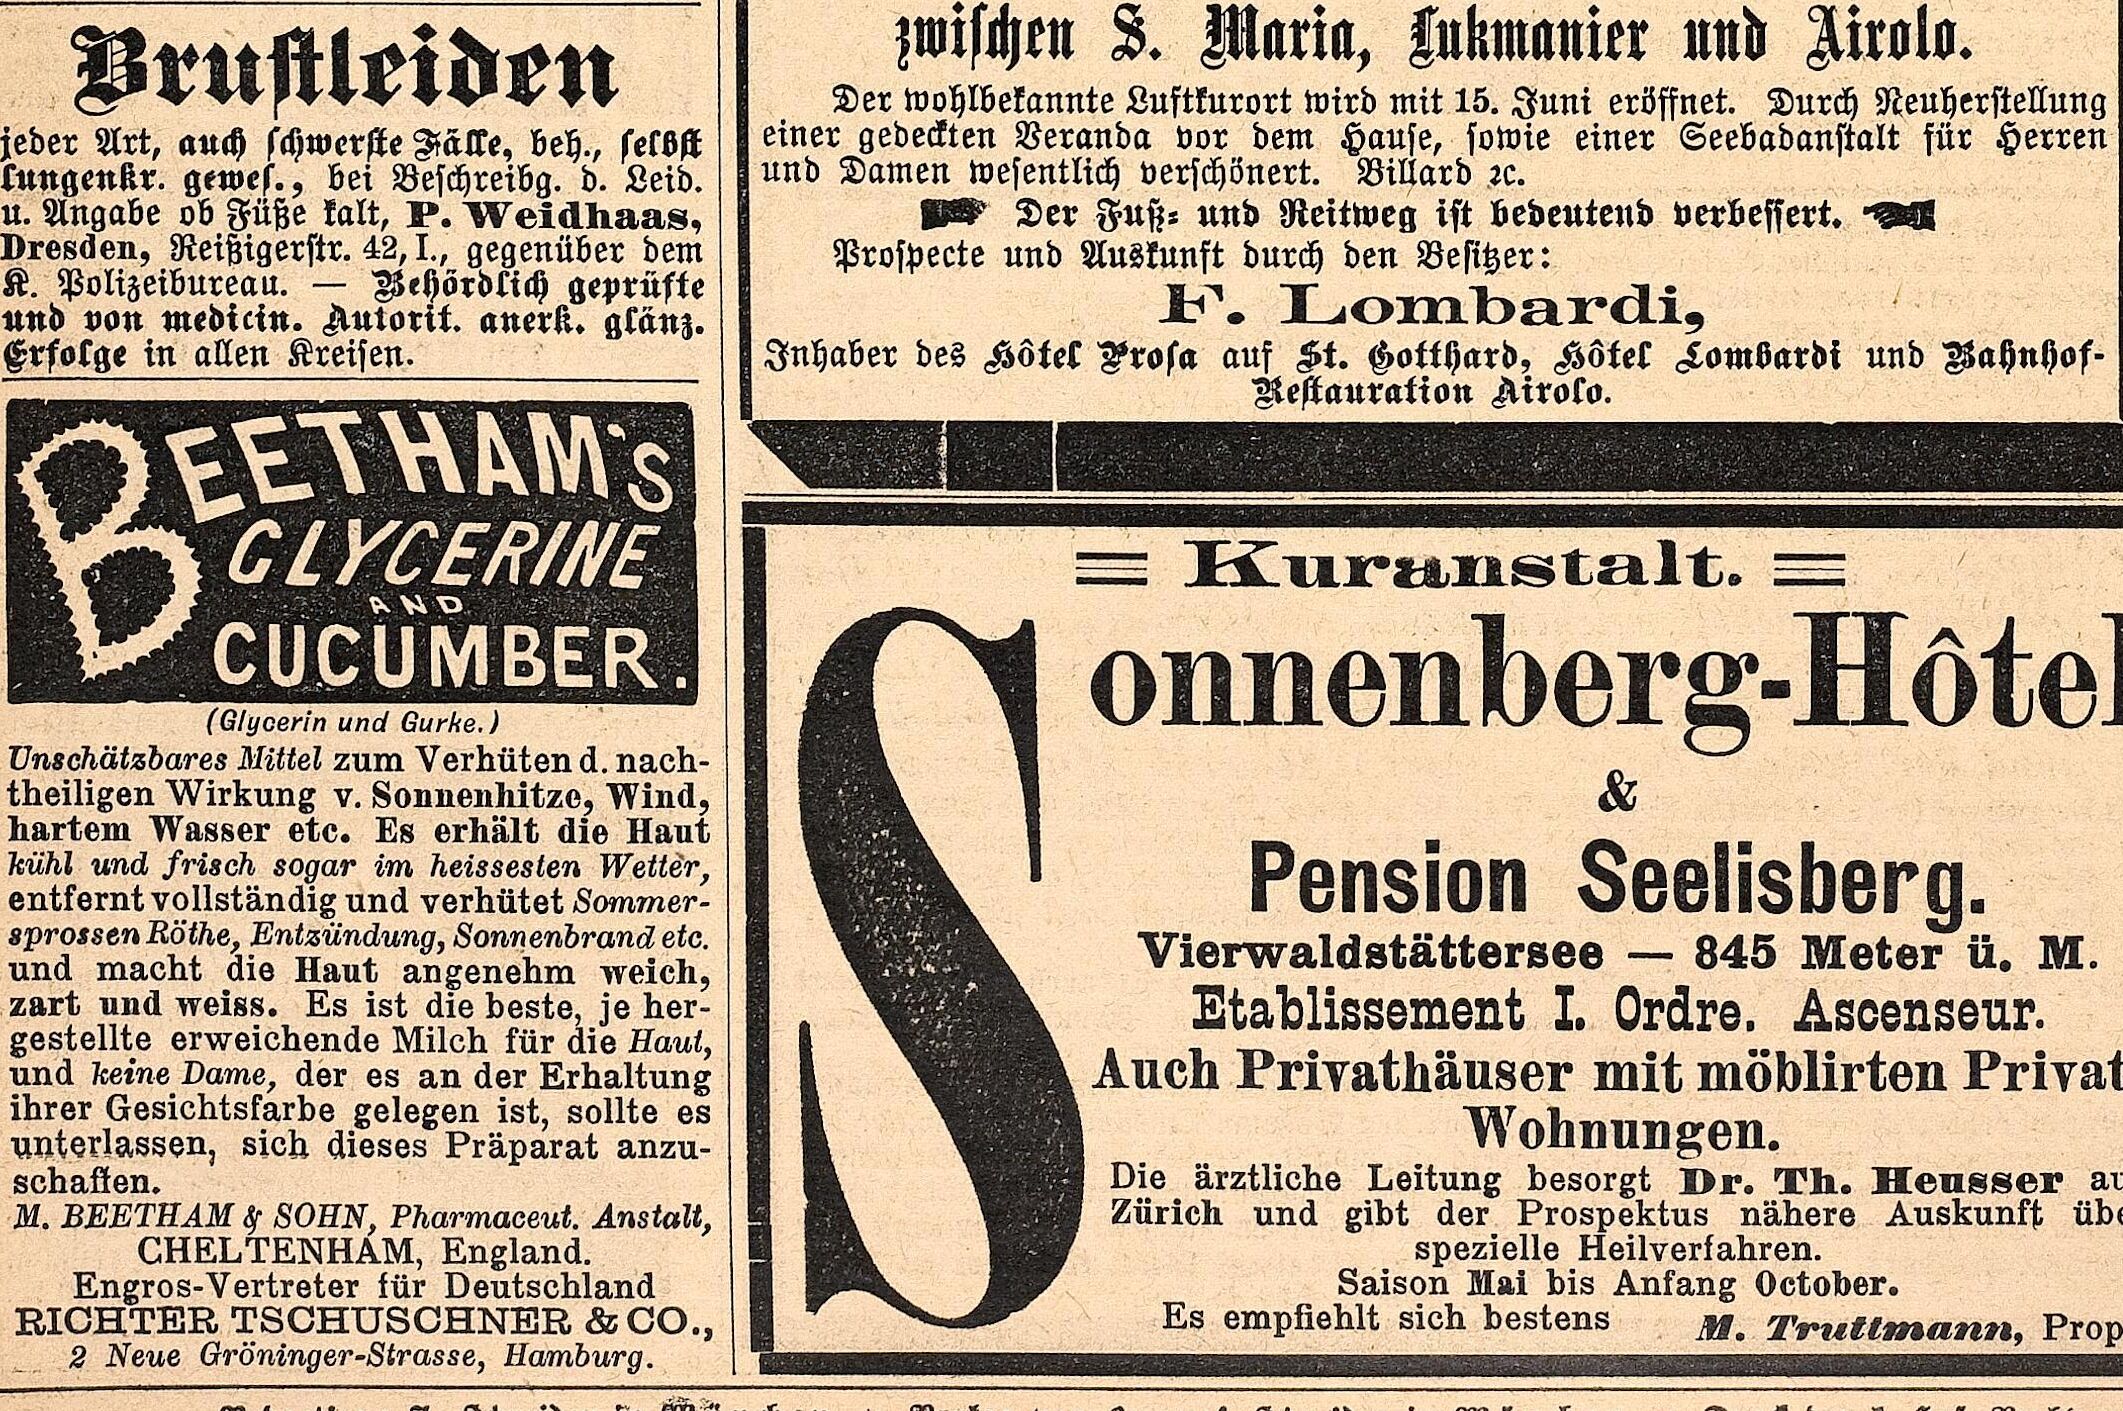 Brustleiden
jeder Art, auch schwerste Fälle, beh., selbst
lungenkr. gewes., bei Beschreibg. d. Leid.
u. Angabe ob Füße kalt, P. Weidhaas,
Dresden, Reißigerstr. 42, I., gegenüber dem
K. Polizeibureau. — Behördlich geprüfte
und von medicin. Autorit. anerk. glänz.
Erfolge in allen Kreisen.
BEETHAM'S
GLYCERINE
AND
CUCUMBER.
(Glycerin und Gurke.)
Unschätzbares Mittel zum Verhüten d. nach-
theiligen Wirkung v. Sonnenhitze, Wind,
hartem Wasser etc. Es erhält die Haut
kühl und frisch sogar im heissesten Wetter,
entfernt vollständig und verhütet Sommer-
sprossen Röthe, Entzündung, Sonnenbrand etc.
und macht die Haut angenehm weich,
zart und weiss. Es ist die beste, je her-
gestellte erweichende Milch für die Haut,
und keine Dame, der es an der Erhaltung
ihrer Gesichtsfarbe gelegen ist, sollte es
unterlassen, sich dieses Präparat anzu-
schaffen.
M. BEETHAM & SOHN, Pharmaceut. Anstalt,
CHELTENHAM, England.
Engros-Vertreter für Deutschland
RICHTER TSCHUSCHNER & CO.,
2 Neue Gröninger-Strasse, Hamburg.
zwischen S. Maria, Lukmanier und Airolo.
Der wohlbekannte Luftkurort wird mit 15. Juni eröffnet. Durch Neuherstellung
einer gedeckten Veranda vor dem Hause, sowie einer Seebadanstalt für Herren
und Damen wesentlich verschönert. Billard ꝛc.
Der Fuß- und Reitweg ist bedeutend verbessert.
Prospecte und Auskunft durch den Besitzer:
F. Lombardi,
Inhaber des Hôtel Prosa auf St. Gotthard, Hôtel Lombardi und Bahnhof-
Restauration Airolo.
Kuranstalt.
Sonnenberg-Hôtel
&
Pension Seelisberg.
Vierwaldstättersee — 845 Meter ü. M.
Etablissement I. Ordre. Ascenseur.
Auch Privathäuser mit möblirten Privat
Wohnungen.
Die ärztliche Leitung besorgt Dr. Th. Heusser au
Zürich und gibt der Prospektus nähere Auskunft übe
spezielle Heilverfahren.
Saison Mai bis Anfang October.
Es empfiehlt sich bestens M. Truttmann, Prop